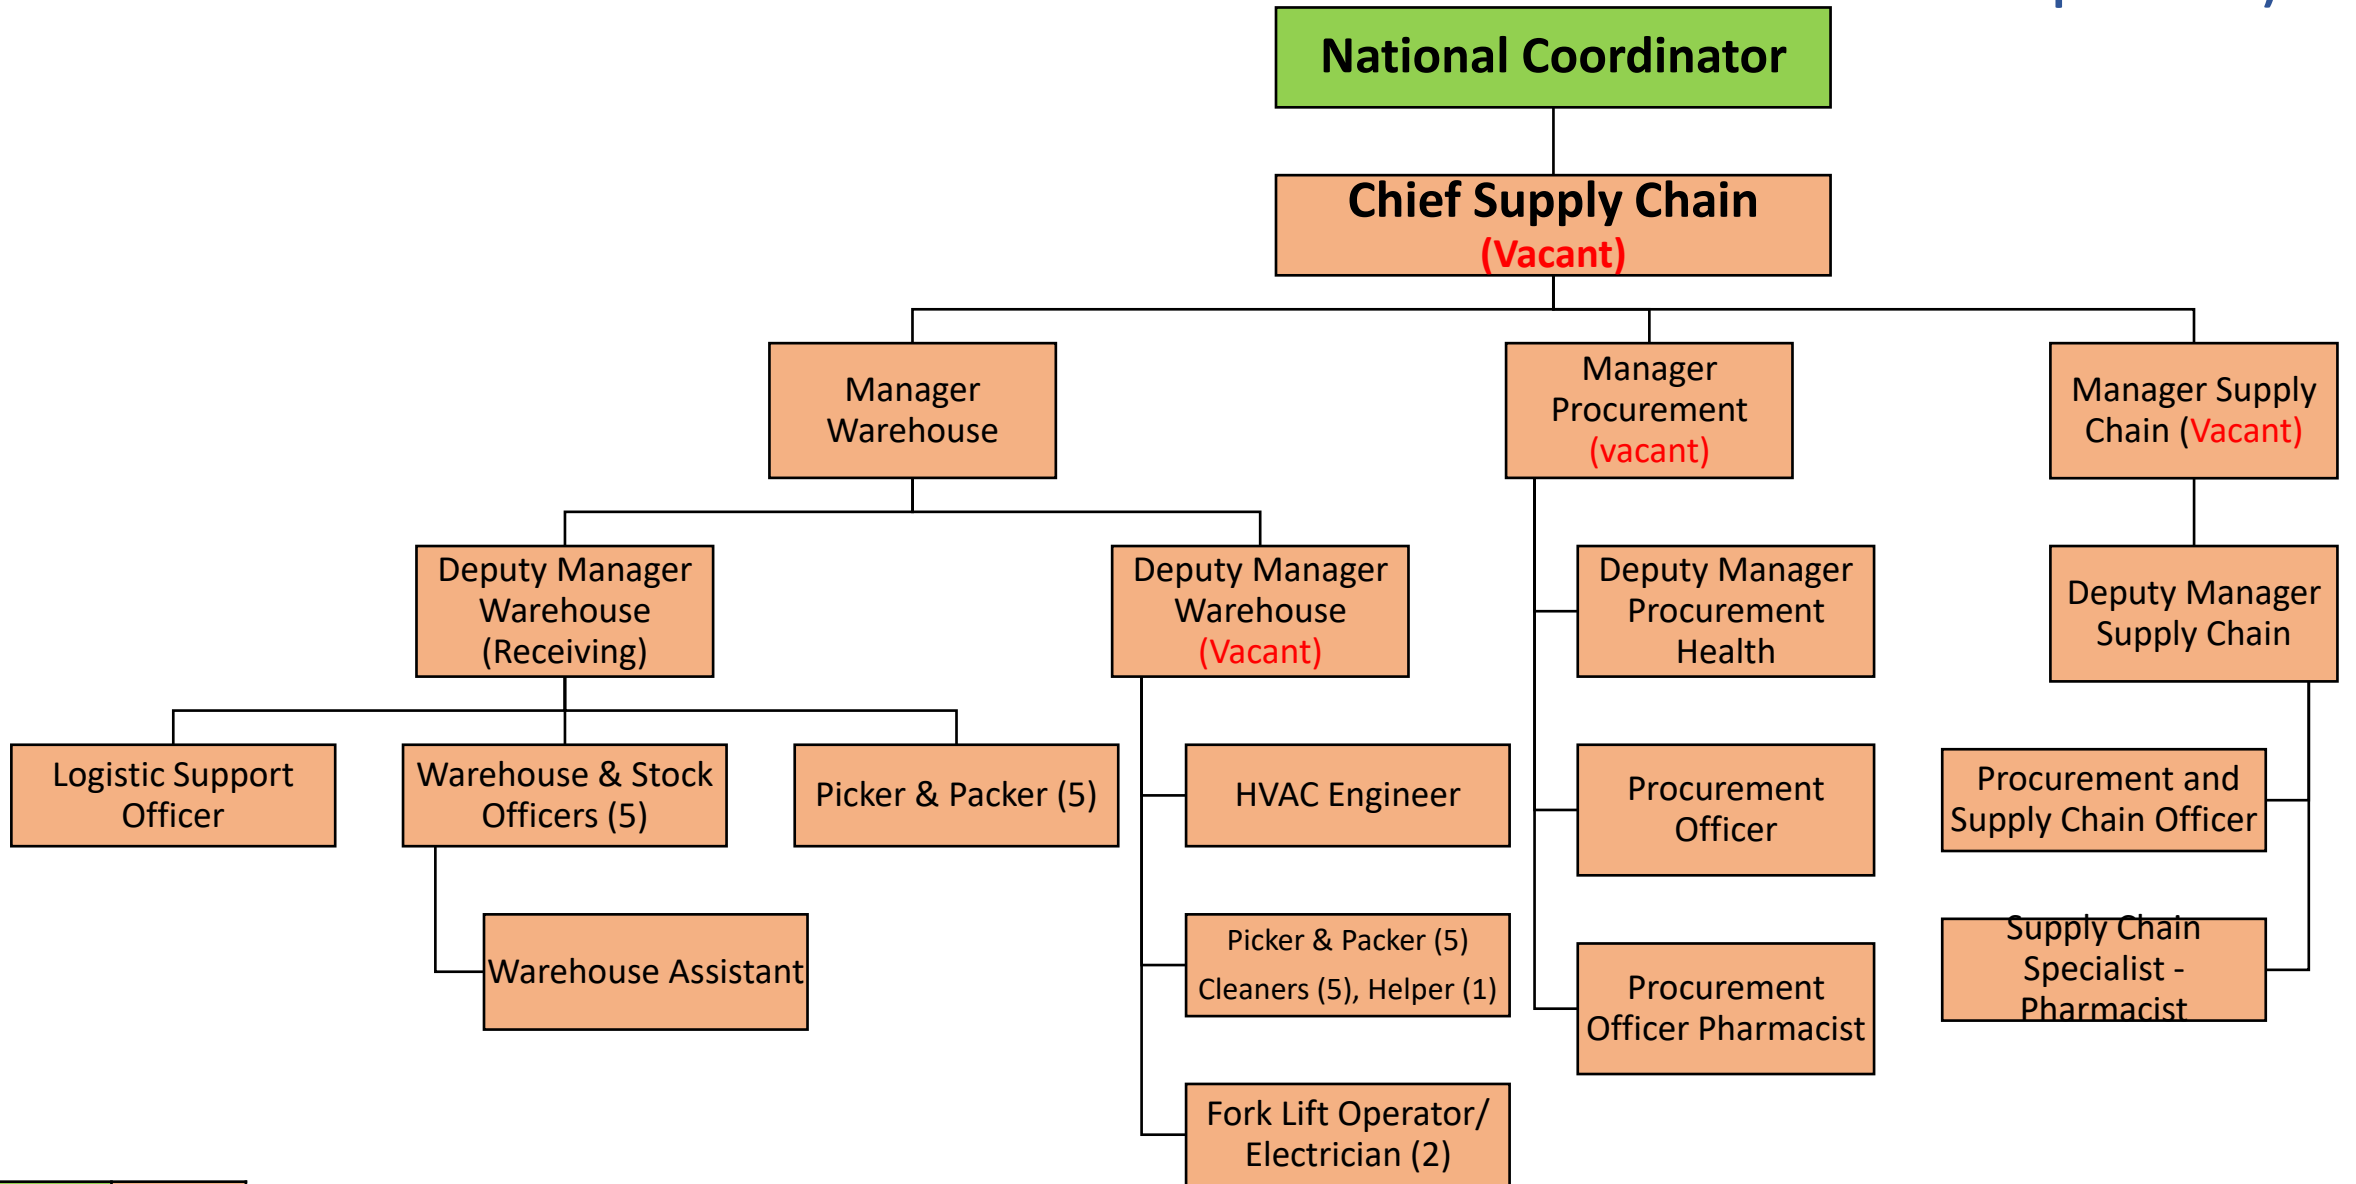 National Coordinator
Chief Supply Chain
(Vacant)
Manager
Warehouse
Manager
Procurement
(vacant)
Manager Supply
Chain (Vacant)
Deputy Manager
Warehouse
(Receiving)
Deputy Manager
Warehouse
(Vacant)
Deputy Manager
Procurement
Health
Deputy Manager
Supply Chain
Logistic Support
Officer
Warehouse & Stock
Officers (5)
Picker & Packer (5)
HVAC Engineer
Procurement
Officer
Procurement and
Supply Chain Officer
Warehouse Assistant
Picker & Packer (5)
Cleaners (5), Helper (1)
Procurement
Officer Pharmacist
Supply Chain
Specialist -
Pharmacist
Fork Lift Operator/
Electrician (2)